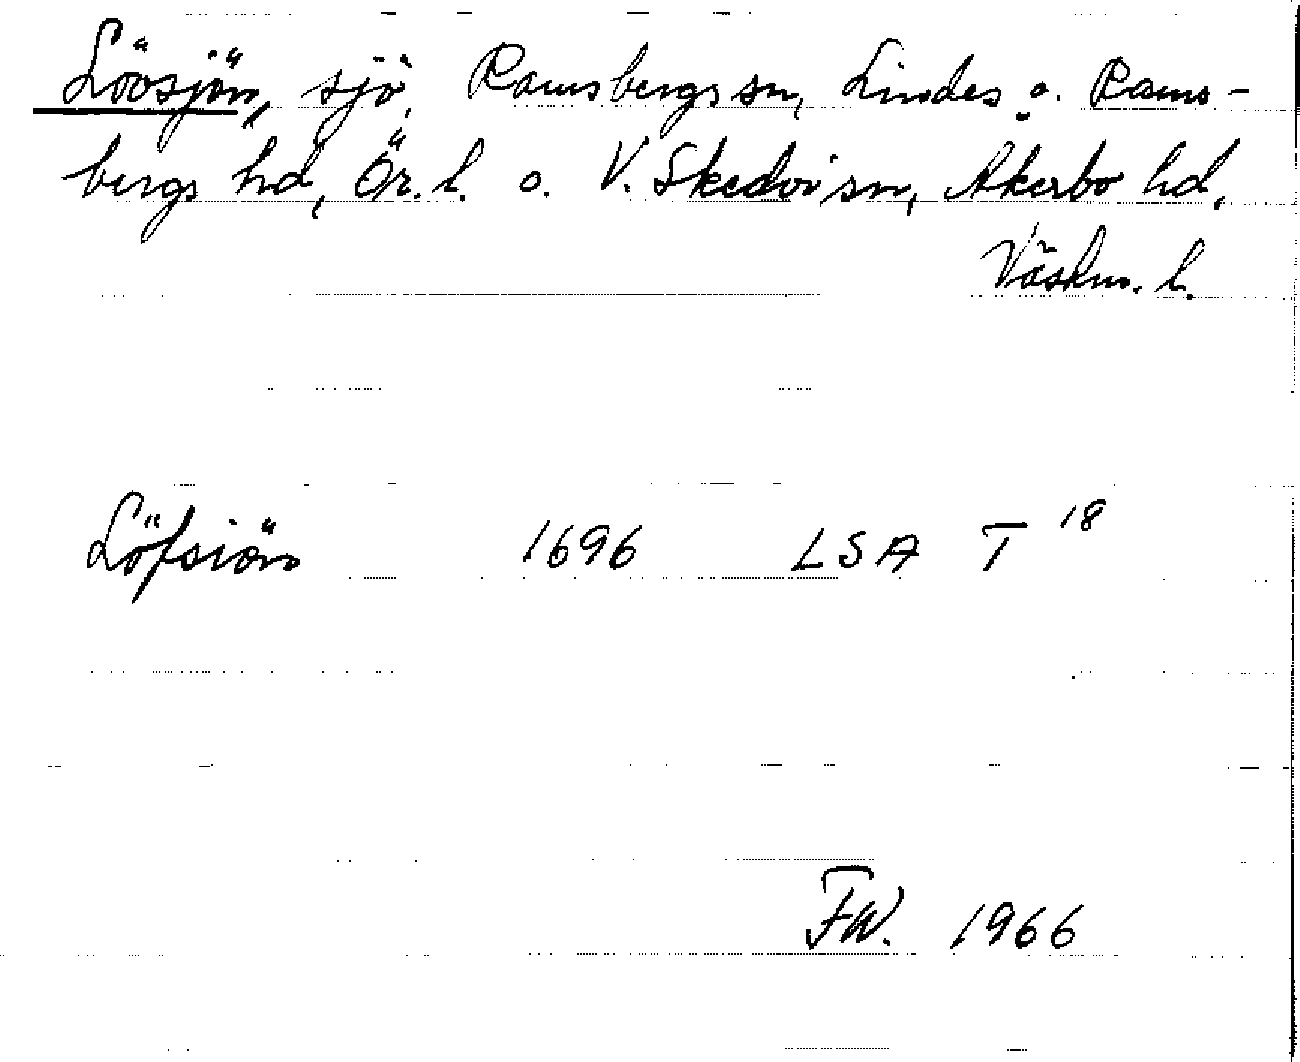 Lövsjön, sjö, Ramsbergs sn, Lindes o. Rams-
bergs hd, Ör. l. o. V. Skedvi sn, Åkerbo hd,
Västm. l.
Löfsiön 1696 LSA T 18
FW. 1966